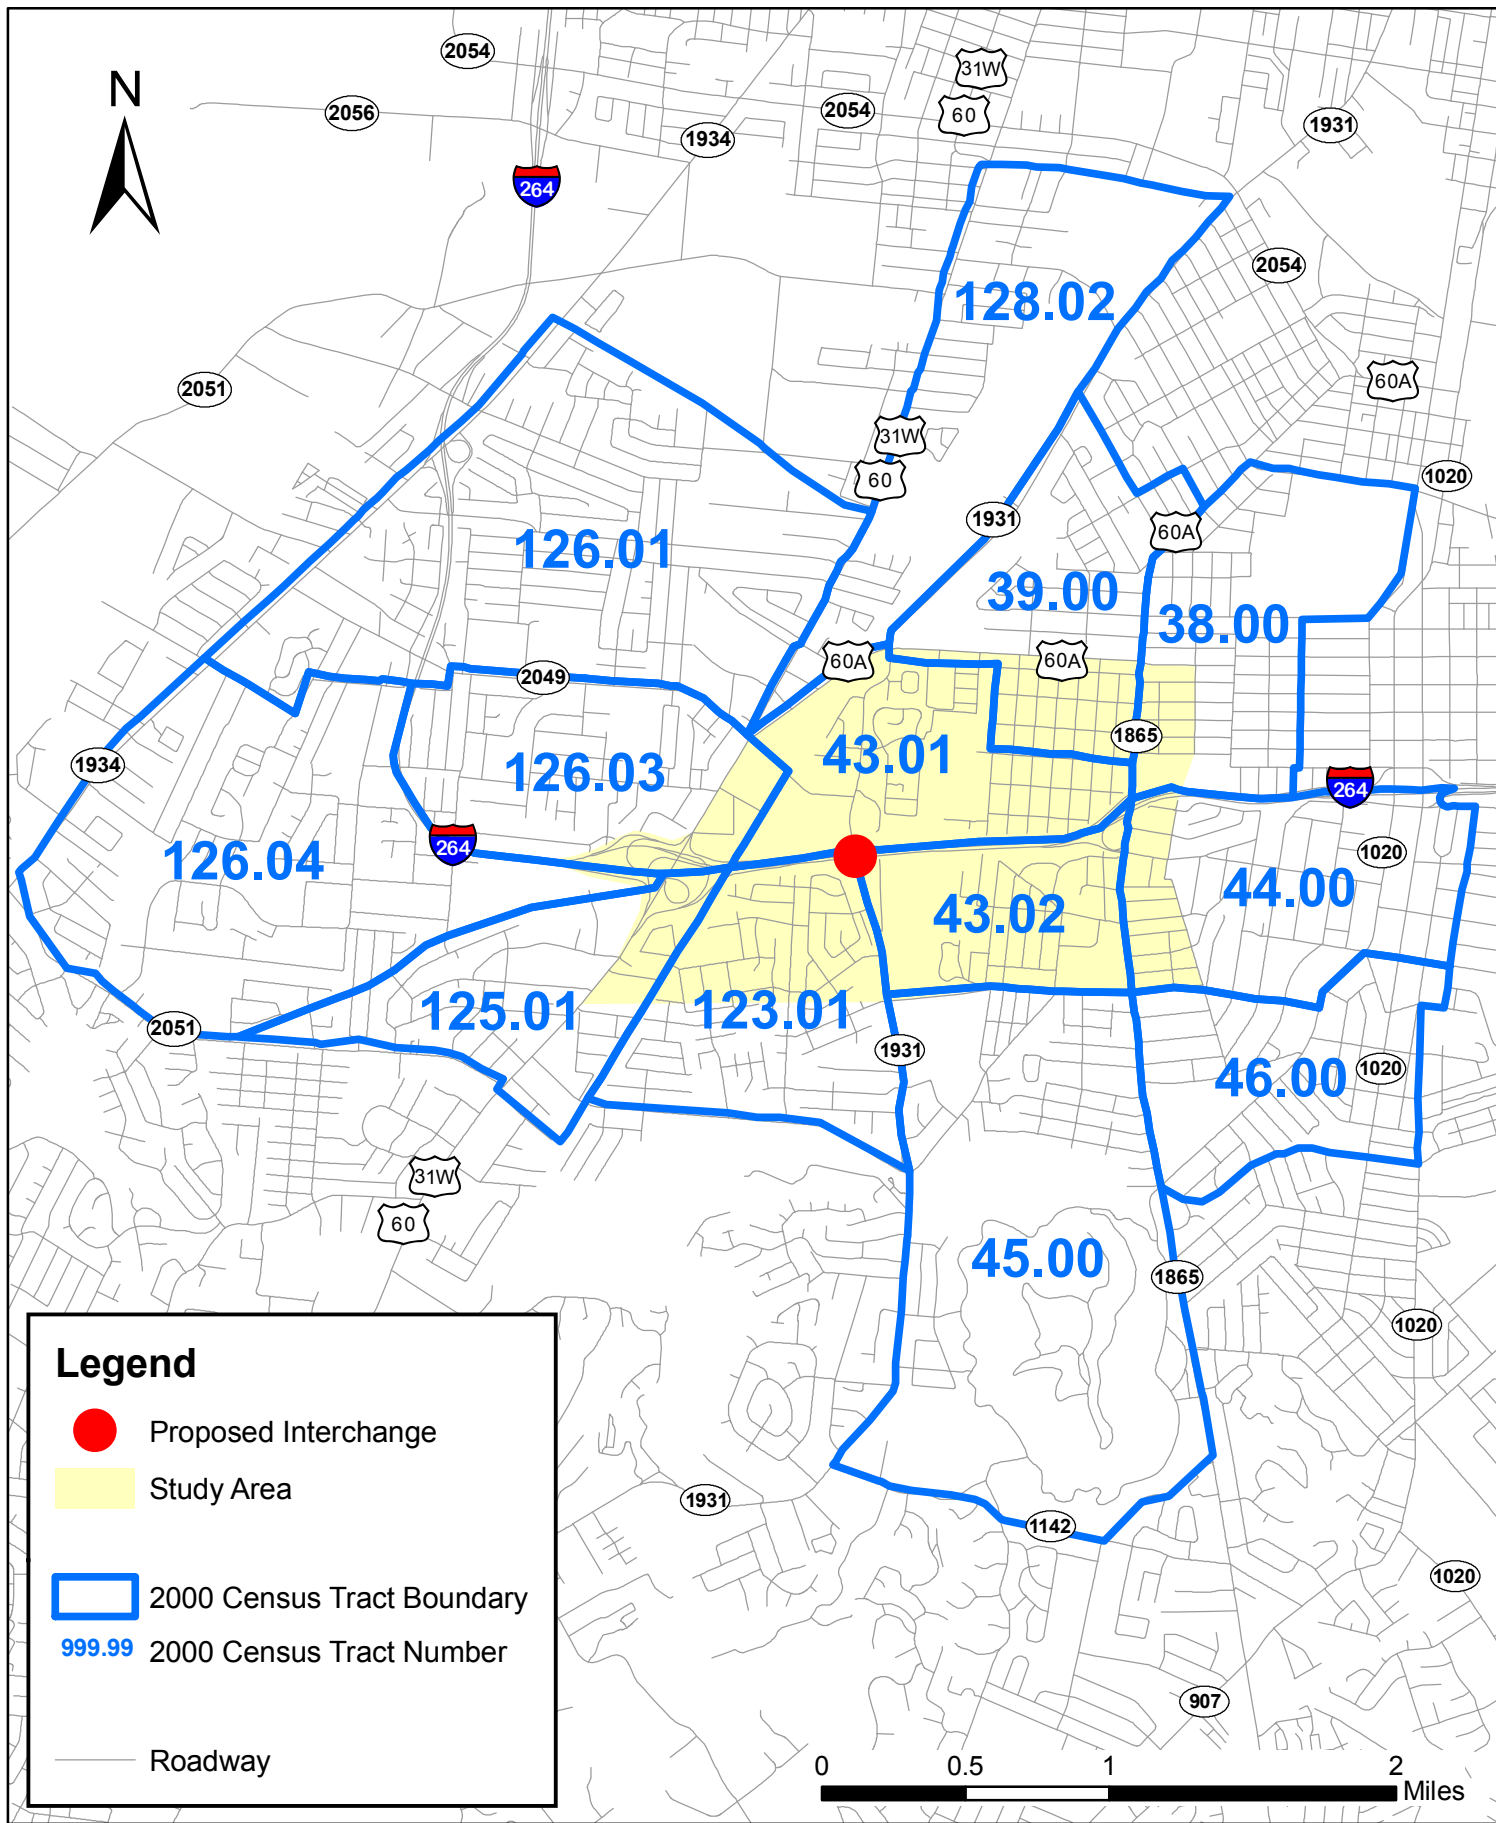 2054
31W
N
2056
2054
60
1934
1931
264
2054
128.02
2051
60A
31W
60
1020
1931
60A
126.01
39.00
38.00
60A
60A
2049
1865
1934
43.01
126.03
264
264
1020
126.04
44.00
43.02
125.01
123.01
2051
1931
1020
46.00
31W
60
45.00
1865
1020
Legend
Proposed Interchange
Study Area
1931
1142
1020
2000 Census Tract Boundary
999.99 2000 Census Tract Number
907
Roadway
0 0.5 1 2
Miles